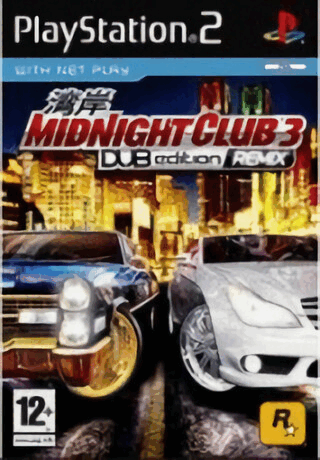 PlayStation®2
WITH NET PLAY
湾岸
MIDNIGHT CLUB 3
DUB edition REMIX
12+
R★